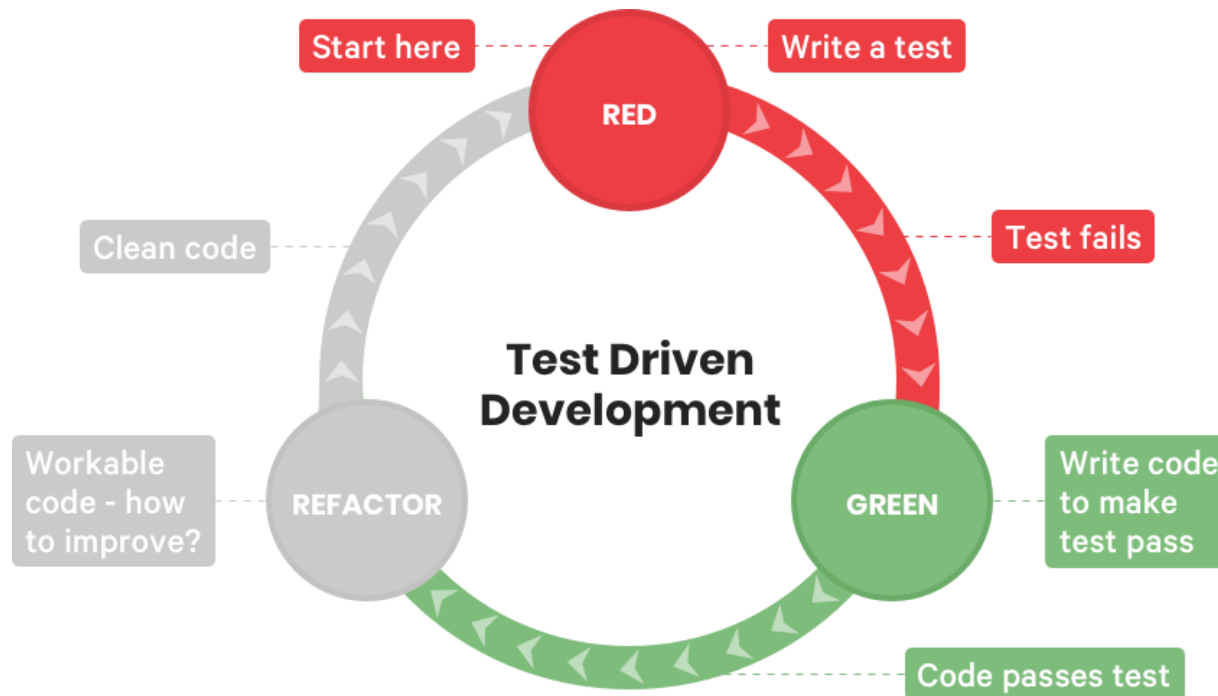 Start here
Write a test
RED
Clean code
Test fails
Test Driven
Development
Workable
code - how
to improve?
REFACTOR
GREEN
Write code
to make
test pass
Code passes test